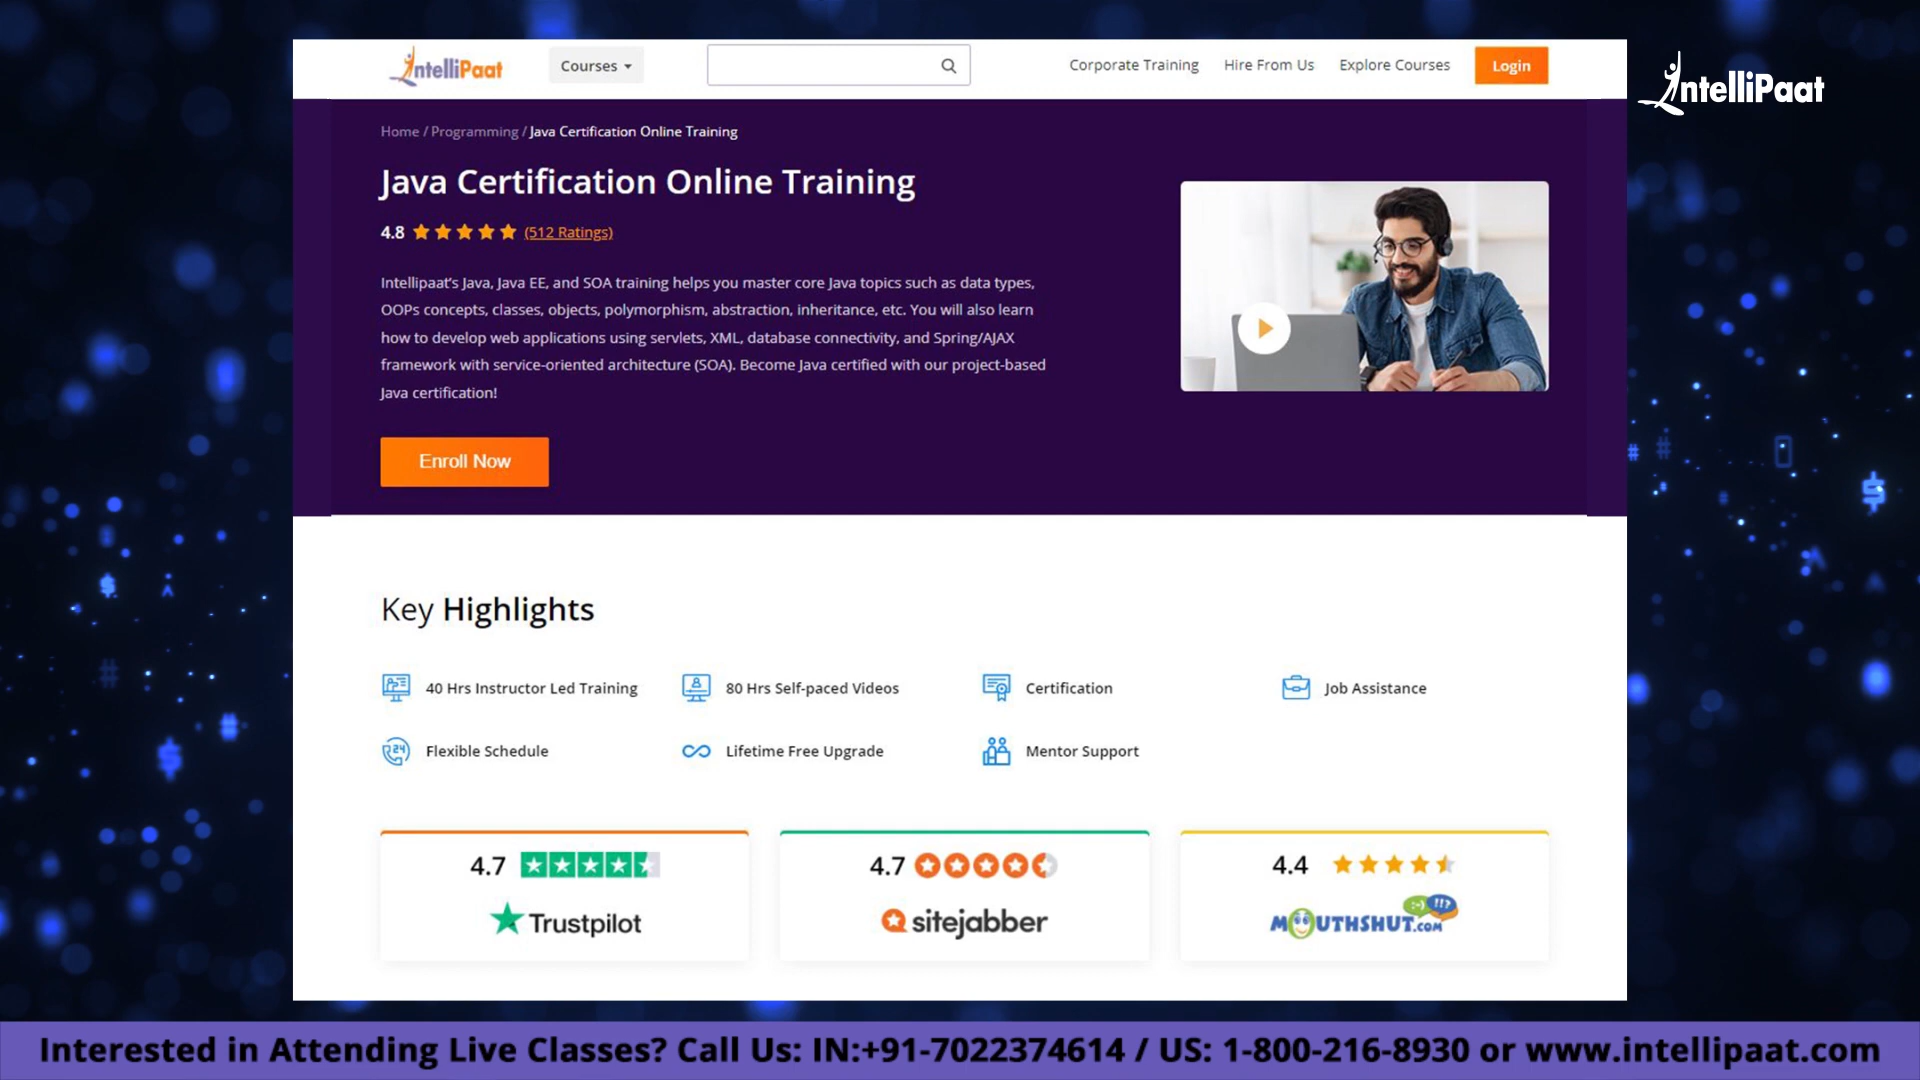 IntelliPaat
Courses
Corporate Training
Hire From Us
Explore Courses
Login
IntelliPaat
Home / Programming / Java Certification Online Training
Java Certification Online Training
4.8 (512 Ratings)
Intellipaat's Java, Java EE, and SOA training helps you master core Java topics such as data types,
OOPs concepts, classes, objects, polymorphism, abstraction, inheritance, etc. You will also learn
how to develop web applications using servlets, XML, database connectivity, and Spring/AJAX
framework with service-oriented architecture (SOA). Become Java certified with our project-based
Java certification!
Enroll Now
Key Highlights
40 Hrs Instructor Led Training
80 Hrs Self-paced Videos
Certification
Job Assistance
24
Flexible Schedule
Lifetime Free Upgrade
Mentor Support
4.7
Trustpilot
4.7
sitejabber
4.4
MOUTHSHUT.COM
:-) !!?
Interested in Attending Live Classes? Call Us: IN:+91-7022374614 / US: 1-800-216-8930 or www.intellipaat.com